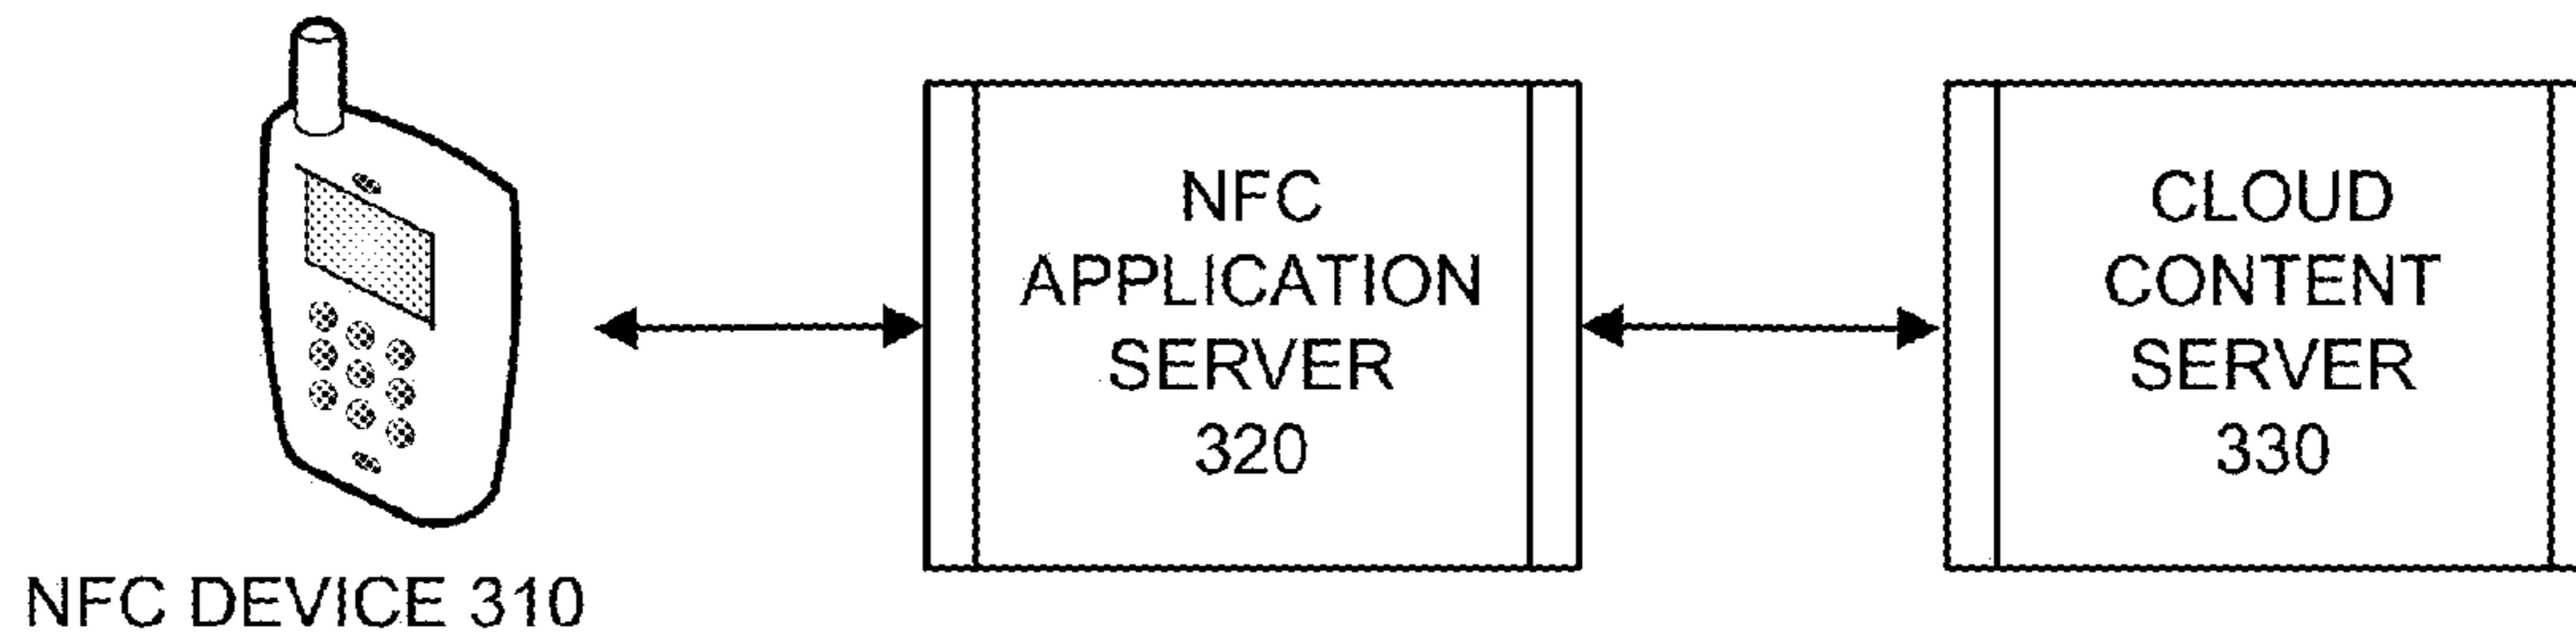 NFC
APPLICATION
SERVER
320
CLOUD
CONTENT
SERVER
330
NFC DEVICE 310